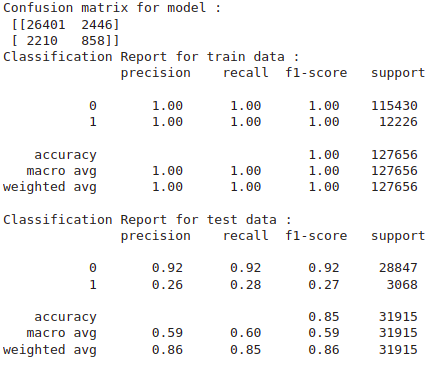 Confusion matrix for model :
[[26401 2446]
[ 2210 858]]
Classification Report for train data :
precision recall f1-score support
0 1.00 1.00 1.00 115430
1 1.00 1.00 1.00 12226
accuracy 1.00 127656
macro avg 1.00 1.00 1.00 127656
weighted avg 1.00 1.00 1.00 127656
Classification Report for test data :
precision recall f1-score support
0 0.92 0.92 0.92 28847
1 0.26 0.28 0.27 3068
accuracy 0.85 31915
macro avg 0.59 0.60 0.59 31915
weighted avg 0.86 0.85 0.86 31915